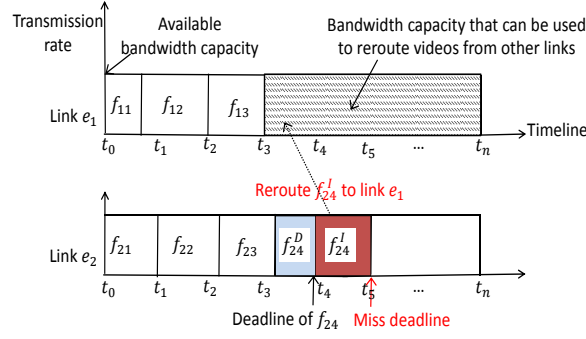 Transmission rate
Available bandwidth capacity
Bandwidth capacity that can be used to reroute videos from other links
Link e₁
f₁₁ f₁₂ f₁₃
Timeline
t₀ t₁ t₂ t₃ t₄ t₅ ... tₙ
Reroute f₂₄ᴵ to link e₁
Link e₂
f₂₁ f₂₂ f₂₃ f₂₄ᴰ f₂₄ᴵ
t₀ t₁ t₂ t₃ t₄ t₅ ... tₙ
Deadline of f₂₄
Miss deadline